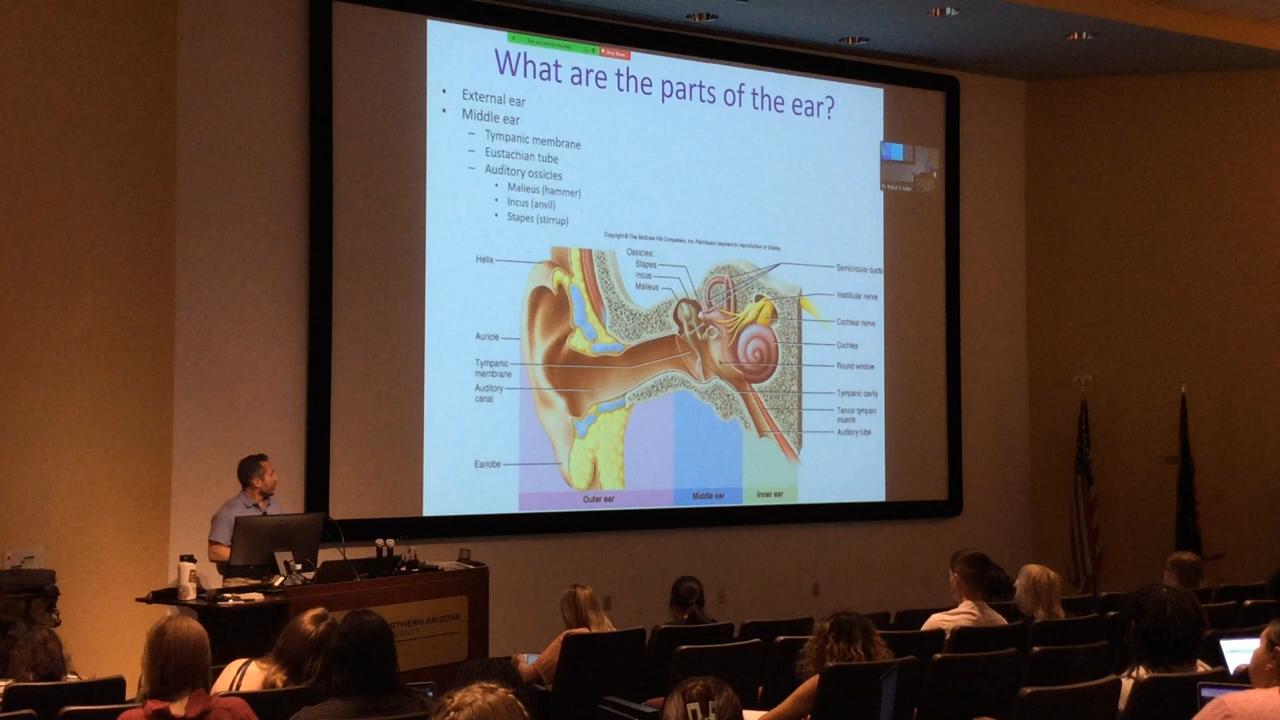 What are the parts of the ear?
External ear
Middle ear
Tympanic membrane
Eustachian tube
Auditory ossicles
Malleus (hammer)
Incus (anvil)
Stapes (stirrup)
Copyright © The McGraw-Hill Companies, Inc. Permission required for reproduction or display.
Helix
Auricle
Tympanic
membrane
Auditory
canal
Earlobe
Ossicles:
Stapes
Incus
Malleus
Semicircular ducts
Vestibular nerve
Cochlear nerve
Cochlea
Round window
Tympanic cavity
Tensor tympani
muscle
Auditory tube
Outer ear
Middle ear
Inner ear
RTHERN ARIZONA